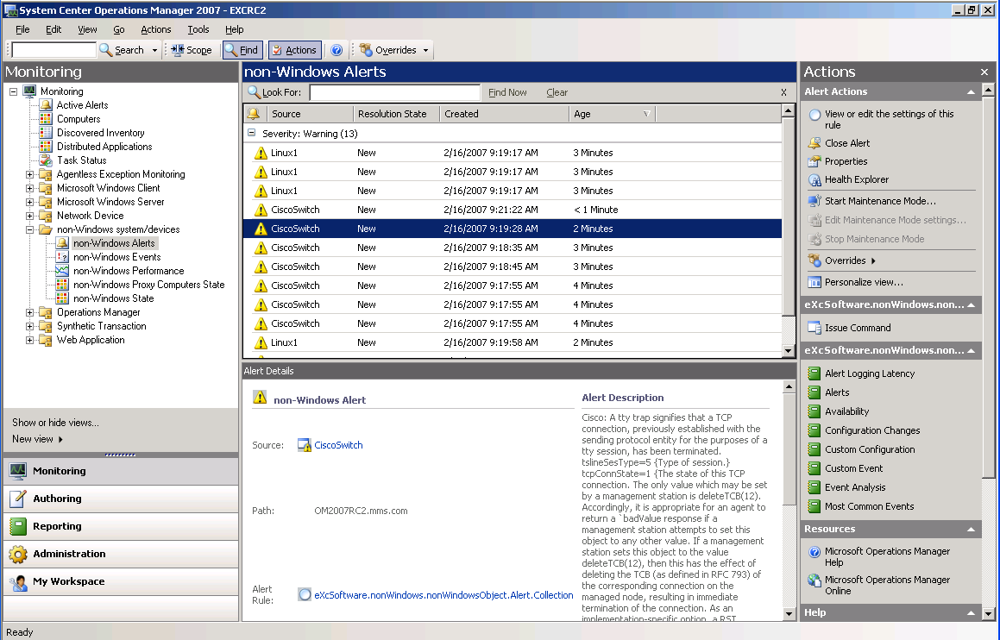 System Center Operations Manager 2007 - EXCRC2
File Edit View Go Actions Tools Help
Search Scope Find Actions Overrides
Monitoring
Monitoring
Active Alerts
Computers
Discovered Inventory
Distributed Applications
Task Status
Agentless Exception Monitoring
Microsoft Windows Client
Microsoft Windows Server
Network Device
non-Windows system/devices
non-Windows Alerts
non-Windows Events
non-Windows Performance
non-Windows Proxy Computers State
non-Windows State
Operations Manager
Synthetic Transaction
Web Application
Show or hide views...
New view
Monitoring
Authoring
Reporting
Administration
My Workspace
non-Windows Alerts
Look For: Find Now Clear X
Source Resolution State Created Age
Severity: Warning (13)
Linux1 New 2/16/2007 9:19:17 AM 3 Minutes
Linux1 New 2/16/2007 9:19:17 AM 3 Minutes
Linux1 New 2/16/2007 9:19:17 AM 3 Minutes
CiscoSwitch New 2/16/2007 9:21:22 AM < 1 Minute
CiscoSwitch New 2/16/2007 9:19:28 AM 2 Minutes
CiscoSwitch New 2/16/2007 9:18:35 AM 3 Minutes
CiscoSwitch New 2/16/2007 9:18:45 AM 3 Minutes
CiscoSwitch New 2/16/2007 9:17:55 AM 4 Minutes
CiscoSwitch New 2/16/2007 9:17:55 AM 4 Minutes
CiscoSwitch New 2/16/2007 9:17:55 AM 4 Minutes
Linux1 New 2/16/2007 9:19:58 AM 2 Minutes
Alert Details
non-Windows Alert
Source: CiscoSwitch
Path: OM2007RC2.mms.com
Alert
Rule: eXcSoftware.nonWindows.nonWindowsObject.Alert.Collection
Alert Description
Cisco: A tty trap signifies that a TCP
connection, previously established with the
sending protocol entity for the purposes of a
tty session, has been terminated.
tslineSesType=5 {Type of session.}
tcpConnState=1 {The state of this TCP
connection. The only value which may be set
by a management station is deleteTCB(12).
Accordingly, it is appropriate for an agent to
return a `badValue response if a
management station attempts to set this
object to any other value. If a management
station sets this object to the value
deleteTCB(12), then this has the effect of
deleting the TCB (as defined in RFC 793) of
the corresponding connection on the
managed node, resulting in immediate
termination of the connection. As an
implementation-specific option, a RST
Actions
Alert Actions
View or edit the settings of this
rule
Close Alert
Properties
Health Explorer
Start Maintenance Mode...
Edit Maintenance Mode settings...
Stop Maintenance Mode
Overrides
Personalize view...
eXcSoftware.nonWindows.non...
Issue Command
eXcSoftware.nonWindows.non...
Alert Logging Latency
Alerts
Availability
Configuration Changes
Custom Configuration
Custom Event
Event Analysis
Most Common Events
Resources
Microsoft Operations Manager
Help
Microsoft Operations Manager
Online
Help
Ready